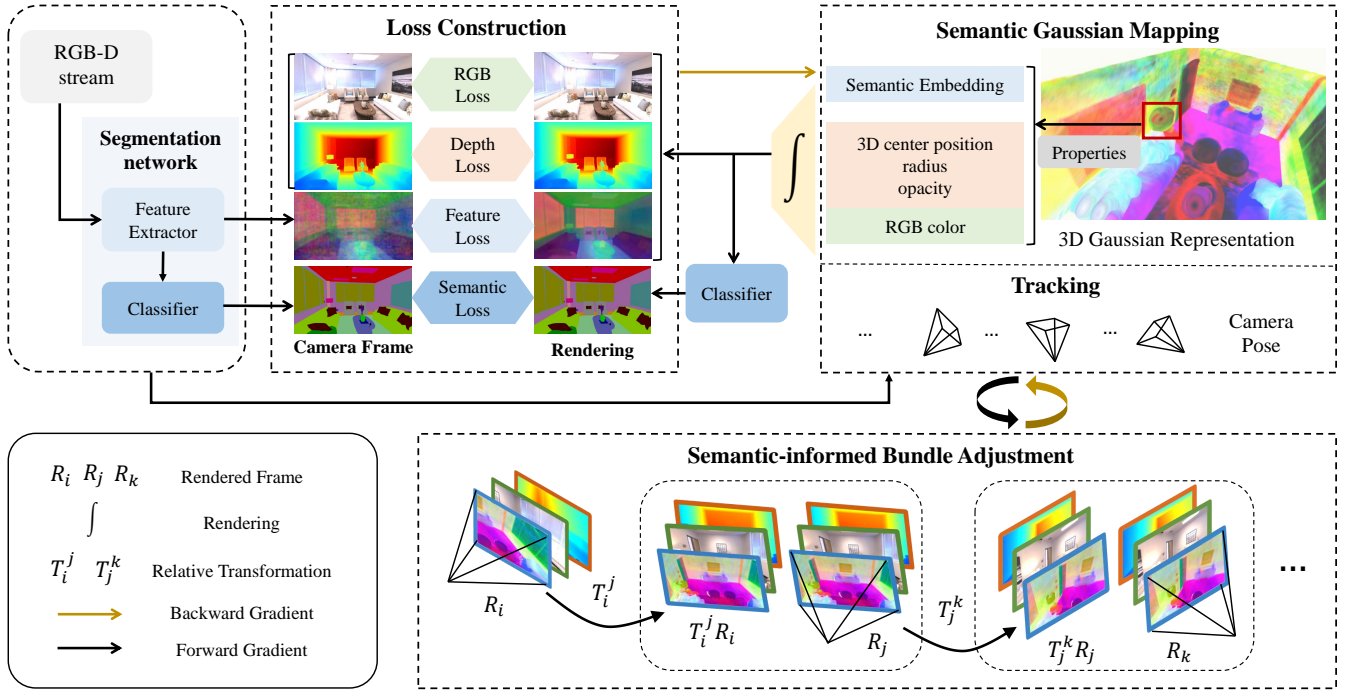 RGB-D
stream
Segmentation
network
Feature
Extractor
Classifier
Loss Construction
RGB
Loss
Depth
Loss
Feature
Loss
Semantic
Loss
Camera Frame
Rendering
∫
Classifier
Semantic Gaussian Mapping
Semantic Embedding
3D center position
radius
opacity
RGB color
Properties
3D Gaussian Representation
Tracking
...
...
...
Camera
Pose
R_i R_j R_k Rendered Frame
∫ Rendering
T_i^j T_j^k Relative Transformation
Backward Gradient
Forward Gradient
Semantic-informed Bundle Adjustment
R_i
T_i^j
T_i^j R_i
R_j
T_j^k
T_j^k R_j
R_k
...